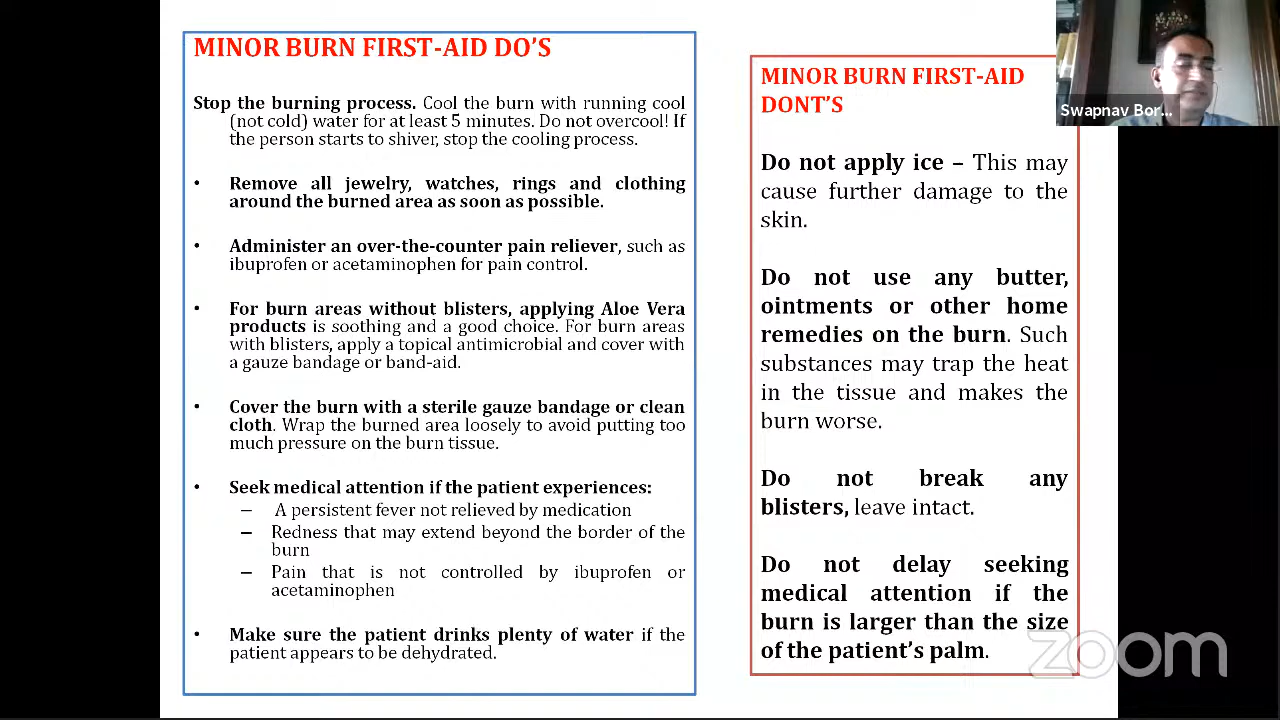 MINOR BURN FIRST-AID DO'S
Stop the burning process. Cool the burn with running cool
(not cold) water for at least 5 minutes. Do not overcool! If
the person starts to shiver, stop the cooling process.
• Remove all jewelry, watches, rings and clothing
around the burned area as soon as possible.
• Administer an over-the-counter pain reliever, such as
ibuprofen or acetaminophen for pain control.
• For burn areas without blisters, applying Aloe Vera
products is soothing and a good choice. For burn areas
with blisters, apply a topical antimicrobial and cover with
a gauze bandage or band-aid.
• Cover the burn with a sterile gauze bandage or clean
cloth. Wrap the burned area loosely to avoid putting too
much pressure on the burn tissue.
• Seek medical attention if the patient experiences:
– A persistent fever not relieved by medication
– Redness that may extend beyond the border of the
burn
– Pain that is not controlled by ibuprofen or
acetaminophen
• Make sure the patient drinks plenty of water if the
patient appears to be dehydrated.
MINOR BURN FIRST-AID
DONT'S
Do not apply ice – This may
cause further damage to the
skin.
Do not use any butter,
ointments or other home
remedies on the burn. Such
substances may trap the heat
in the tissue and makes the
burn worse.
Do not break any
blisters, leave intact.
Do not delay seeking
medical attention if the
burn is larger than the size
of the patient's palm.
Swapnav Bor...
zoom